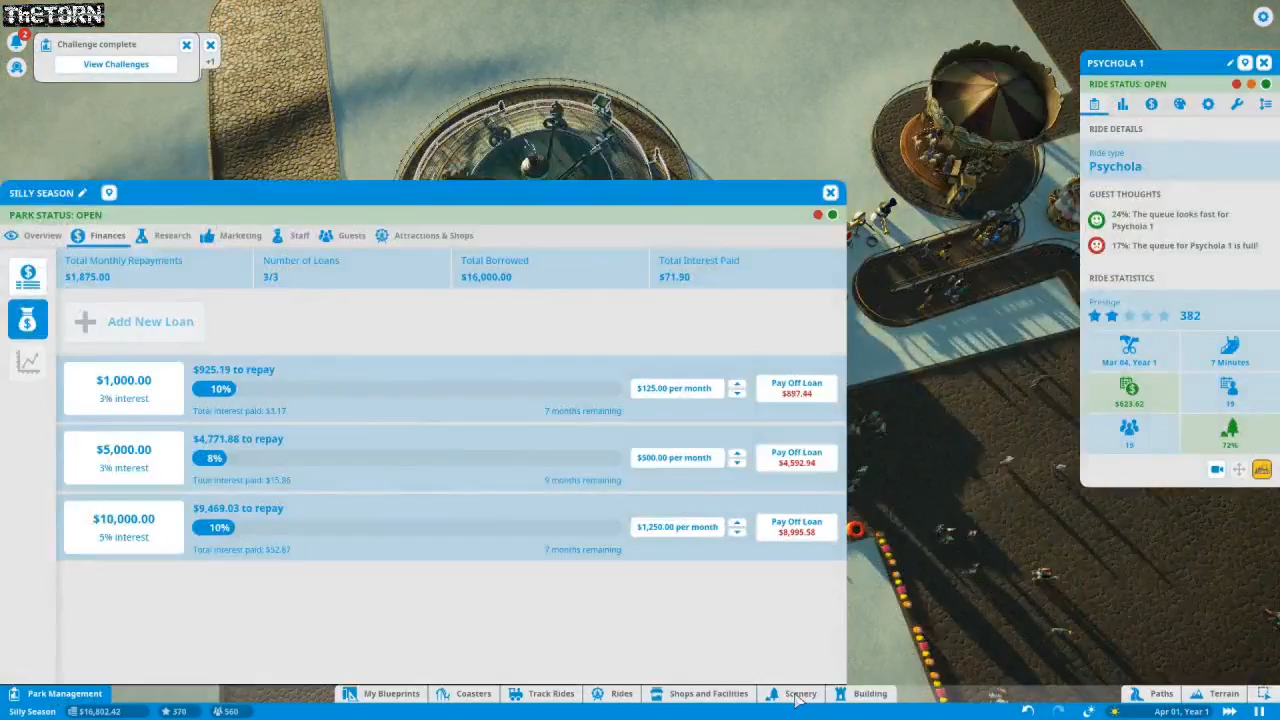 THETORN
2
Challenge complete
View Challenges
+1
PSYCHOLA 1
RIDE STATUS: OPEN
RIDE DETAILS
Ride type
Psychola
GUEST THOUGHTS
24%: The queue looks fast for
Psychola 1
17%: The queue for Psychola 1 is full!
RIDE STATISTICS
Prestige
382
Mar 04, Year 1
7 Minutes
$623.62
19
19
72%
SILLY SEASON
PARK STATUS: OPEN
Overview
Finances
Research
Marketing
Staff
Guests
Attractions & Shops
Total Monthly Repayments
$1,875.00
Number of Loans
3/3
Total Borrowed
$16,000.00
Total Interest Paid
$71.90
Add New Loan
$1,000.00
3% interest
$925.19 to repay
10%
Total interest paid: $3.17
7 months remaining
$125.00 per month
Pay Off Loan
$897.44
$5,000.00
3% interest
$4,771.86 to repay
8%
Total interest paid: $15.86
9 months remaining
$500.00 per month
Pay Off Loan
$4,592.94
$10,000.00
5% interest
$9,469.03 to repay
10%
Total interest paid: $52.87
7 months remaining
$1,250.00 per month
Pay Off Loan
$8,995.58
Park Management
My Blueprints
Coasters
Track Rides
Rides
Shops and Facilities
Scenery
Building
Paths
Terrain
Silly Season
$16,802.42
370
560
Apr 01, Year 1